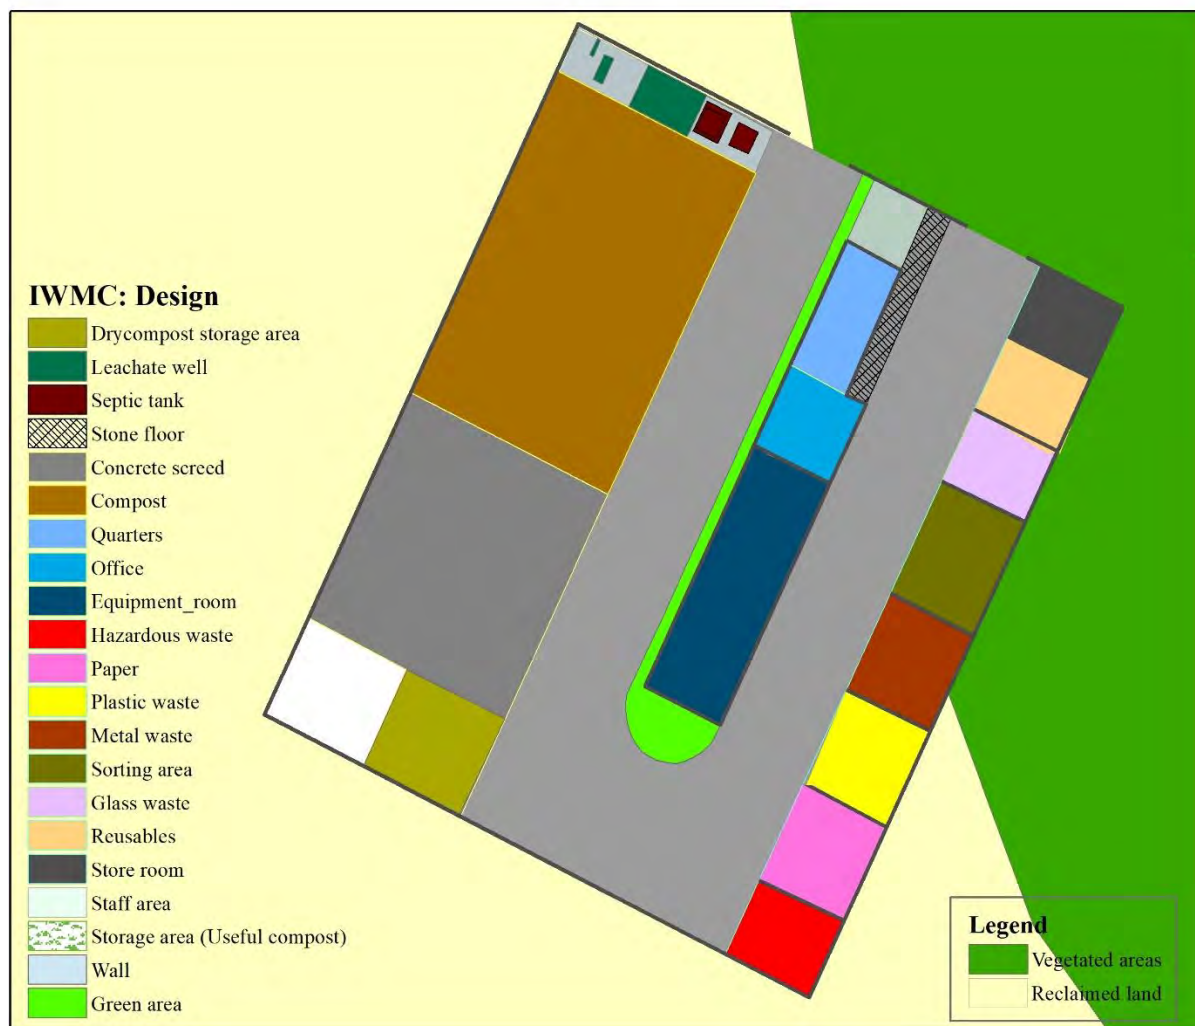 IWMC: Design
Drycompost storage area
Leachate well
Septic tank
Stone floor
Concrete screed
Compost
Quarters
Office
Equipment_room
Hazardous waste
Paper
Plastic waste
Metal waste
Sorting area
Glass waste
Reusables
Store room
Staff area
Storage area (Useful compost)
Wall
Green area
Legend
Vegetated areas
Reclaimed land